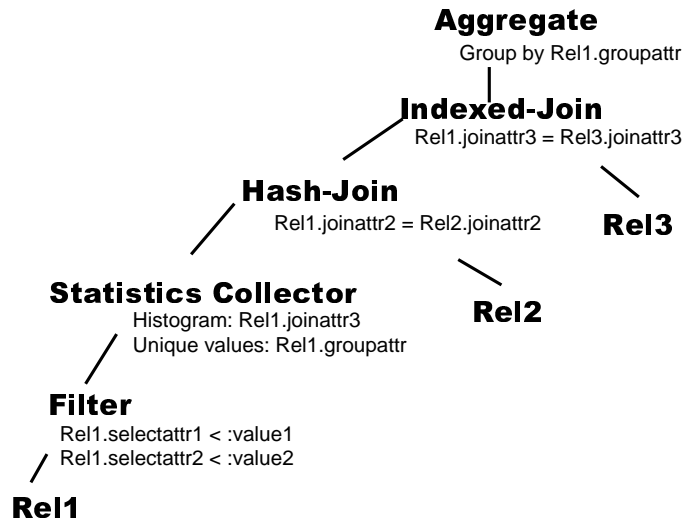 Aggregate
Group by Rel1.groupattr
Indexed-Join
Rel1.joinattr3 = Rel3.joinattr3
Hash-Join
Rel1.joinattr2 = Rel2.joinattr2
Rel3
Statistics Collector
Histogram: Rel1.joinattr3
Unique values: Rel1.groupattr
Rel2
Filter
Rel1.selectattr1 < :value1
Rel1.selectattr2 < :value2
Rel1